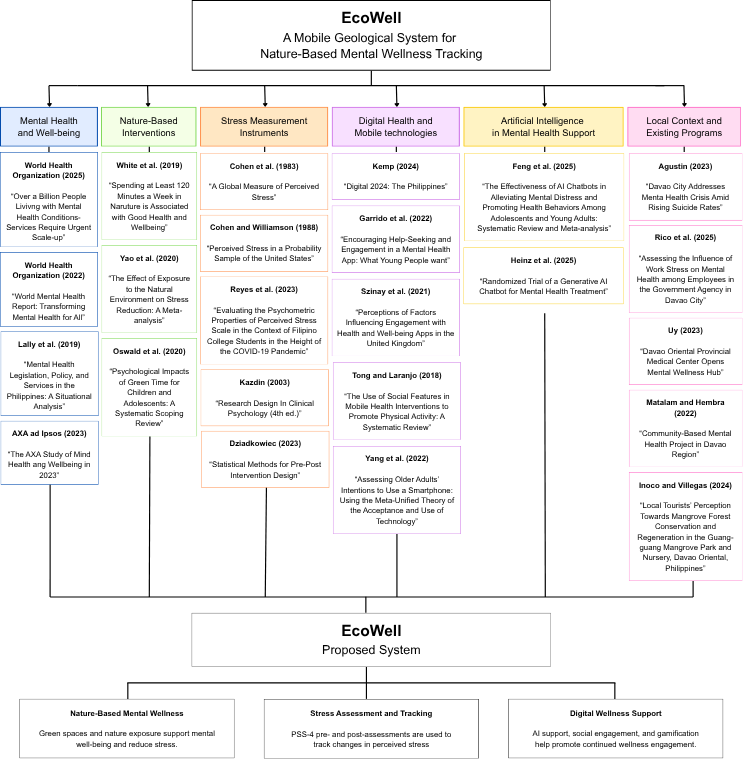 EcoWell
A Mobile Geological System for
Nature-Based Mental Wellness Tracking
Mental Health
and Well-being
World Health
Organization (2025)
“Over a Billion People
Livivng with Mental
Health Conditions-
Services Require Urgent
Scale-up”
World Health
Organization (2022)
“World Mental Health
Report: Transforming
Mental Health for All”
Lally et al. (2019)
“Mental Health
Legislation, Policy, and
Services in the
Philippines: A Situational
Analysis”
AXA ad Ipsos (2023)
“The AXA Study of Mind
Health ang Wellbeing in
2023”
Nature-Based
Interventions
White et al. (2019)
“Spending at Least 120
Minutes a Week in
Naruture is Associated
with Good Health and
Wellbeing”
Yao et al. (2020)
“The Effect of Exposure
to the Natural
Environment on Stress
Reduction: A Meta-
analysis”
Oswald et al. (2020)
“Psychological Impacts
of Green Time for
Children and
Adolescents: A
Systematic Scoping
Review”
Stress Measurement
Instruments
Cohen et al. (1983)
“A Global Measure of Perceived
Stress”
Cohen and Williamson (1988)
“Perceived Stress in a Probability
Sample of the United States”
Reyes et al. (2023)
“Evaluating the Psychometric
Properties of Perceived Stress
Scale in the Context of Filipino
College Students in the Height of
the COVID-19 Pandemic”
Kazdin (2003)
“Research Design In Clinical
Psychology (4th ed.)”
Dziadkowiec (2023)
“Statistical Methods for Pre-Post
Intervention Design”
Digital Health and
Mobile technologies
Kemp (2024)
“Digital 2024: The Philippines”
Garrido et al. (2022)
“Encouraging Help-Seeking and
Engagement in a Mental Health
App: What Young People want”
Szinay et al. (2021)
“Perceptions of Factors
Influencing Engagement with
Health and Well-being Apps in the
United Kingdom”
Tong and Laranjo (2018)
“The Use of Social Features in
Mobile Health Interventions to
Promote Physical Activity: A
Systematic Review”
Yang et al. (2022)
“Assessing Older Adults’
Intentions to Use a Smartphone:
Using the Meta-Unified Theory of
the Acceptance and Use of
Technology”
Artificial Intelligence
in Mental Health Support
Feng et al. (2025)
“The Effectiveness of AI Chatbots in
Alleviating Mental Distress and
Promoting Health Behaviors Among
Adolescents and Young Adults:
Systematic Review and Meta-analysis”
Heinz et al. (2025)
“Randomized Trial of a Generative AI
Chatbot for Mental Health Treatment”
Local Context and
Existing Programs
Agustin (2023)
“Davao City Addresses
Menta Health Crisis Amid
Rising Suicide Rates”
Rico et al. (2025)
“Assessing the Influence of
Work Stress on Mental
Health among Employees in
the Government Agency in
Davao City”
Uy (2023)
“Davao Oriental Provincial
Medical Center Opens
Mental Wellness Hub”
Matalam and Hembra
(2022)
“Community-Based Mental
Health Project in Davao
Region”
Inoco and Villegas (2024)
“Local Tourists’ Perception
Towards Mangrove Forest
Conservation and
Regeneration in the Guang-
guang Mangrove Park and
Nursery, Davao Oriental,
Philippines”
EcoWell
Proposed System
Nature-Based Mental Wellness
Green spaces and nature exposure support mental
well-being and reduce stress.
Stress Assessment and Tracking
PSS-4 pre- and post-assessments are used to
track changes in perceived stress
Digital Wellness Support
AI support, social engagement, and gamification
help promote continued wellness engagement.